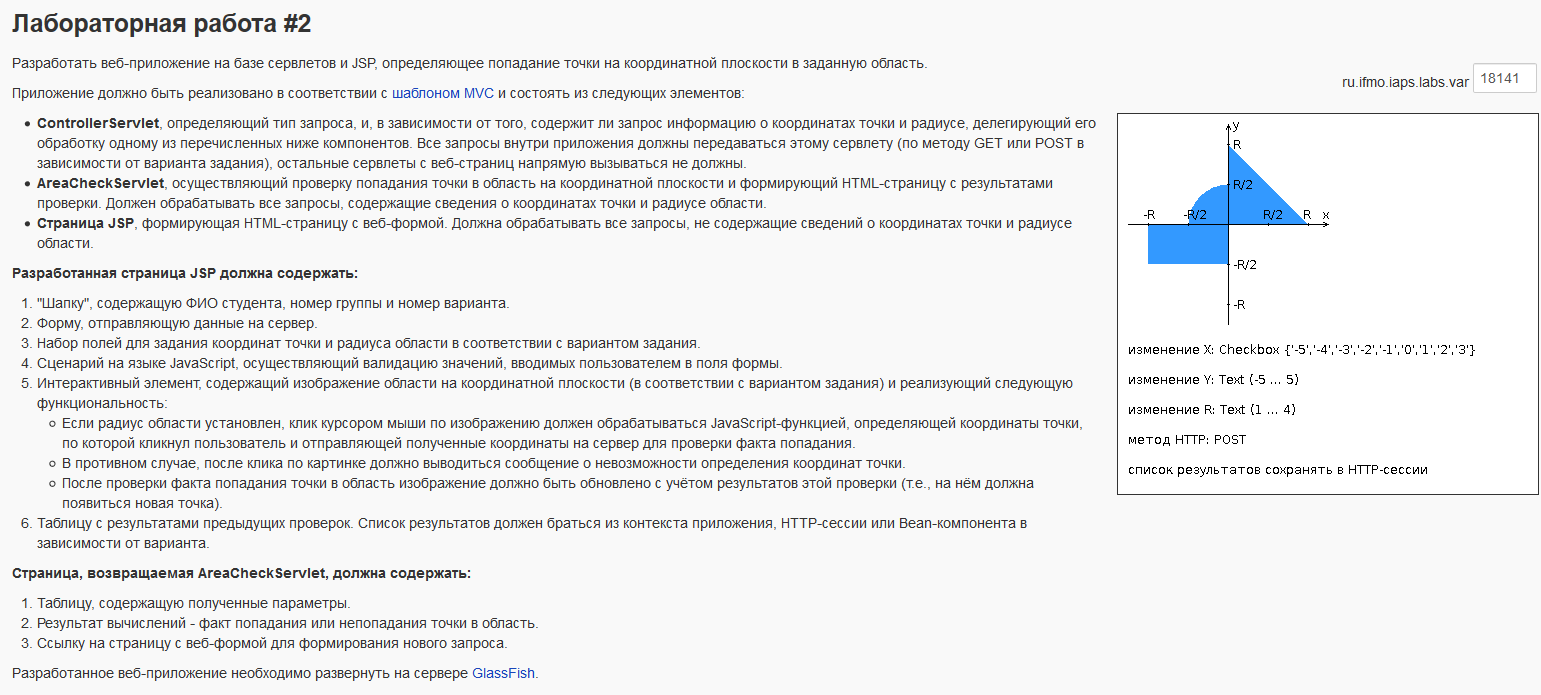 Лабораторная работа #2
Разработать веб-приложение на базе сервлетов и JSP, определяющее попадание точки на координатной плоскости в заданную область.
Приложение должно быть реализовано в соответствии с шаблоном MVC и состоять из следующих элементов:
ControllerServlet, определяющий тип запроса, и, в зависимости от того, содержит ли запрос информацию о координатах точки и радиусе, делегирующий его
обработку одному из перечисленных ниже компонентов. Все запросы внутри приложения должны передаваться этому сервлету (по методу GET или POST в
зависимости от варианта задания), остальные сервлеты с веб-страниц напрямую вызываться не должны.
AreaCheckServlet, осуществляющий проверку попадания точки в область на координатной плоскости и формирующий HTML-страницу с результатами
проверки. Должен обрабатывать все запросы, содержащие сведения о координатах точки и радиусе области.
Страница JSP, формирующая HTML-страницу с веб-формой. Должна обрабатывать все запросы, не содержащие сведений о координатах точки и радиусе
области.
Разработанная страница JSP должна содержать:
1. "Шапку", содержащую ФИО студента, номер группы и номер варианта.
2. Форму, отправляющую данные на сервер.
3. Набор полей для задания координат точки и радиуса области в соответствии с вариантом задания.
4. Сценарий на языке JavaScript, осуществляющий валидацию значений, вводимых пользователем в поля формы.
5. Интерактивный элемент, содержащий изображение области на координатной плоскости (в соответствии с вариантом задания) и реализующий следующую
функциональность:
Если радиус области установлен, клик курсором мыши по изображению должен обрабатываться JavaScript-функцией, определяющей координаты точки,
по которой кликнул пользователь и отправляющей полученные координаты на сервер для проверки факта попадания.
В противном случае, после клика по картинке должно выводиться сообщение о невозможности определения координат точки.
После проверки факта попадания точки в область изображение должно быть обновлено с учётом результатов этой проверки (т.е., на нём должна
появиться новая точка).
6. Таблицу с результатами предыдущих проверок. Список результатов должен браться из контекста приложения, HTTP-сессии или Bean-компонента в
зависимости от варианта.
Страница, возвращаемая AreaCheckServlet, должна содержать:
1. Таблицу, содержащую полученные параметры.
2. Результат вычислений - факт попадания или непопадания точки в область.
3. Ссылку на страницу с веб-формой для формирования нового запроса.
Разработанное веб-приложение необходимо развернуть на сервере GlassFish.
ru.ifmo.iaps.labs.var 18141
y
R
R/2
-R -R/2 R/2 R x
-R/2
-R
изменение X: Checkbox {'-5','-4','-3','-2','-1','0','1','2','3'}
изменение Y: Text (-5 ... 5)
изменение R: Text (1 ... 4)
метод HTTP: POST
список результатов сохранять в HTTP-сессии